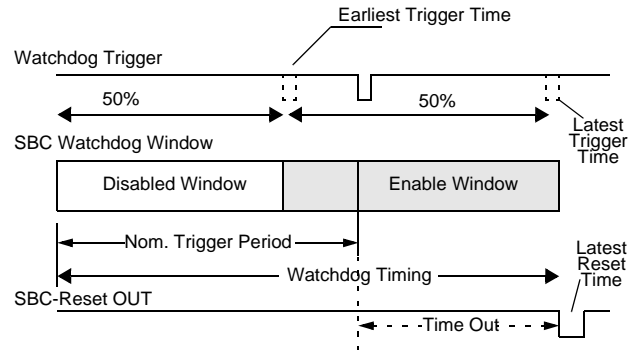 Earliest Trigger Time
Watchdog Trigger
50%
50%
Latest
Trigger
Time
SBC Watchdog Window
Disabled Window
Enable Window
Nom. Trigger Period
Latest
Reset
Time
Watchdog Timing
SBC-Reset OUT
Time Out